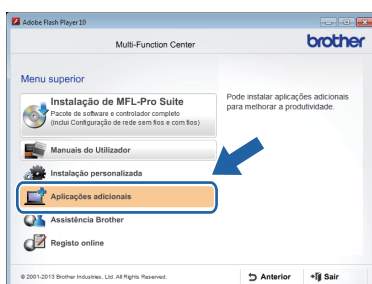 Adobe Flash Player 10
Multi-Function Center
brother
Menu superior
Instalação de MFL-Pro Suite
Pacote de software e controlador completo
(inclui Configuração de rede sem fios e com fios)
Manuais do Utilizador
Instalação personalizada
Aplicações adicionais
Assistência Brother
Registo online
Pode instalar aplicações adicionais
para melhorar a produtividade.
© 2001-2013 Brother Industries, Ltd. All Rights Reserved.
Anterior
Sair